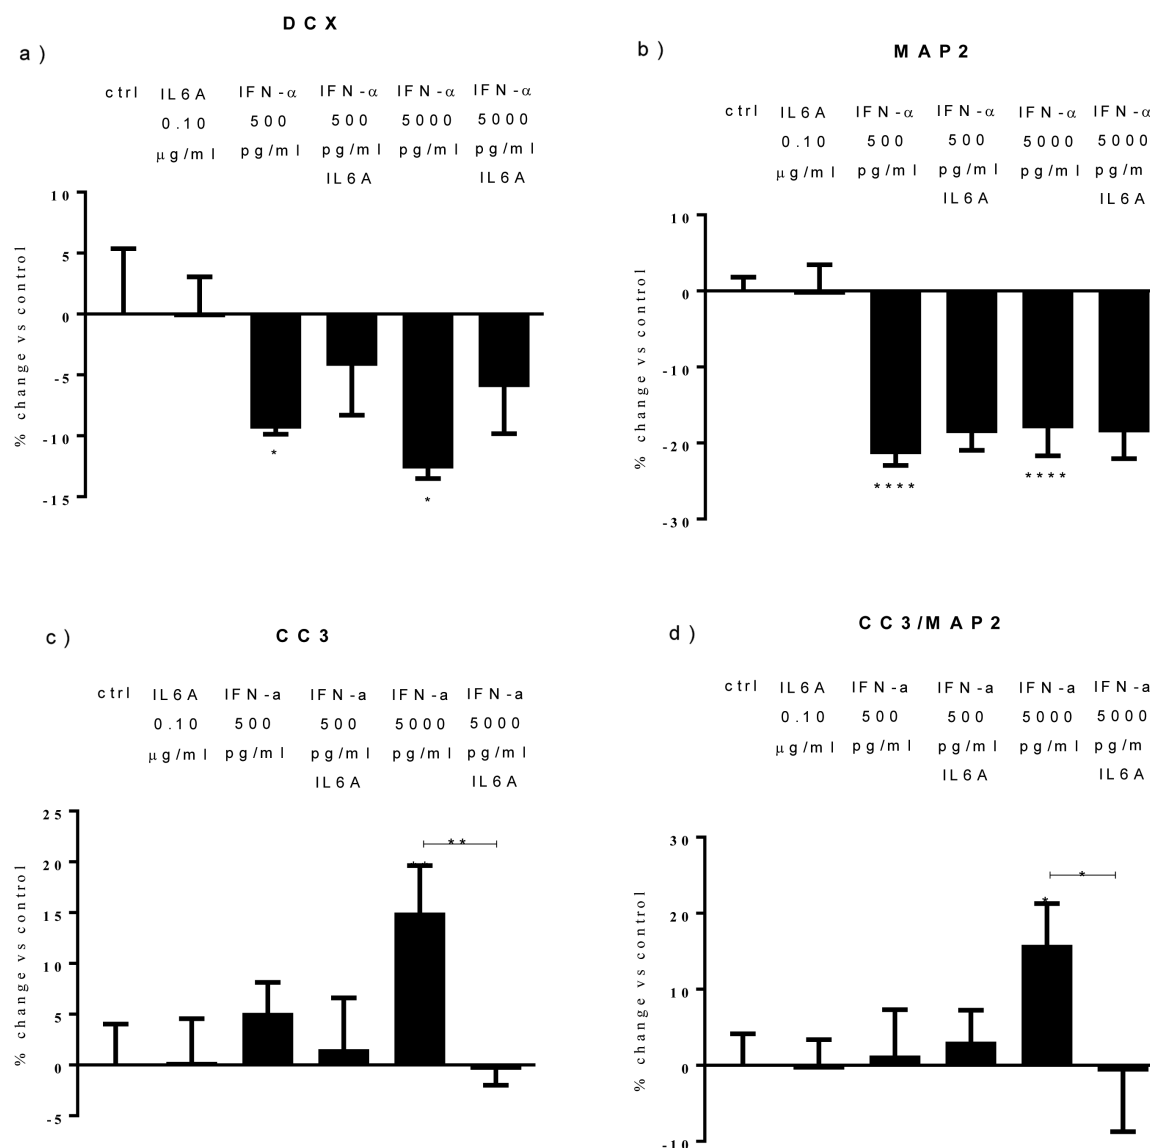 DCX
a)
ctrl IL6A IFN-α IFN-α IFN-α IFN-α
0.10 500 500 5000 5000
µg/ml pg/ml pg/ml pg/ml pg/ml
IL6A IL6A
10
5
0
-5
-10
-15
% change vs control
*
*
b)
MAP2
ctrl IL6A IFN-α IFN-α IFN-α IFN-α
0.10 500 500 5000 5000
µg/ml pg/ml pg/ml pg/ml pg/m
IL6A IL6A
10
0
-10
-20
-30
% change vs control
****
****
c)
CC3
ctrl IL6A IFN-a IFN-a IFN-a IFN-a
0.10 500 500 5000 5000
µg/ml pg/ml pg/ml pg/ml pg/ml
IL6A IL6A
25
20
15
10
5
0
-5
% change vs control
**
d)
CC3/MAP2
ctrl IL6A IFN-a IFN-a IFN-a IFN-a
0.10 500 500 5000 5000
µg/ml pg/ml pg/ml pg/ml pg/m
IL6A IL6A
30
20
10
0
-10
% change vs control
*
*